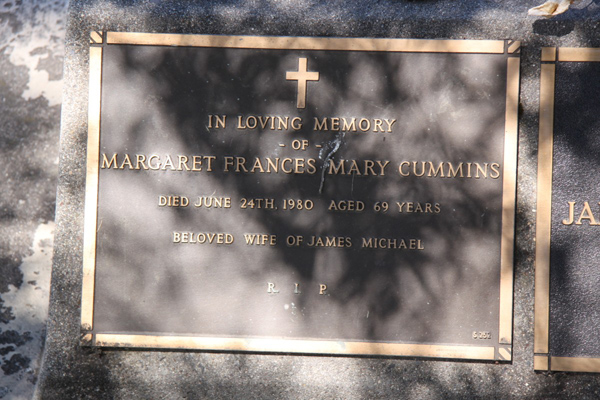 IN LOVING MEMORY
- OF -
MARGARET FRANCES MARY CUMMINS
DIED JUNE 24TH, 1980 AGED 69 YEARS
BELOVED WIFE OF JAMES MICHAEL
R. I. P.
JA